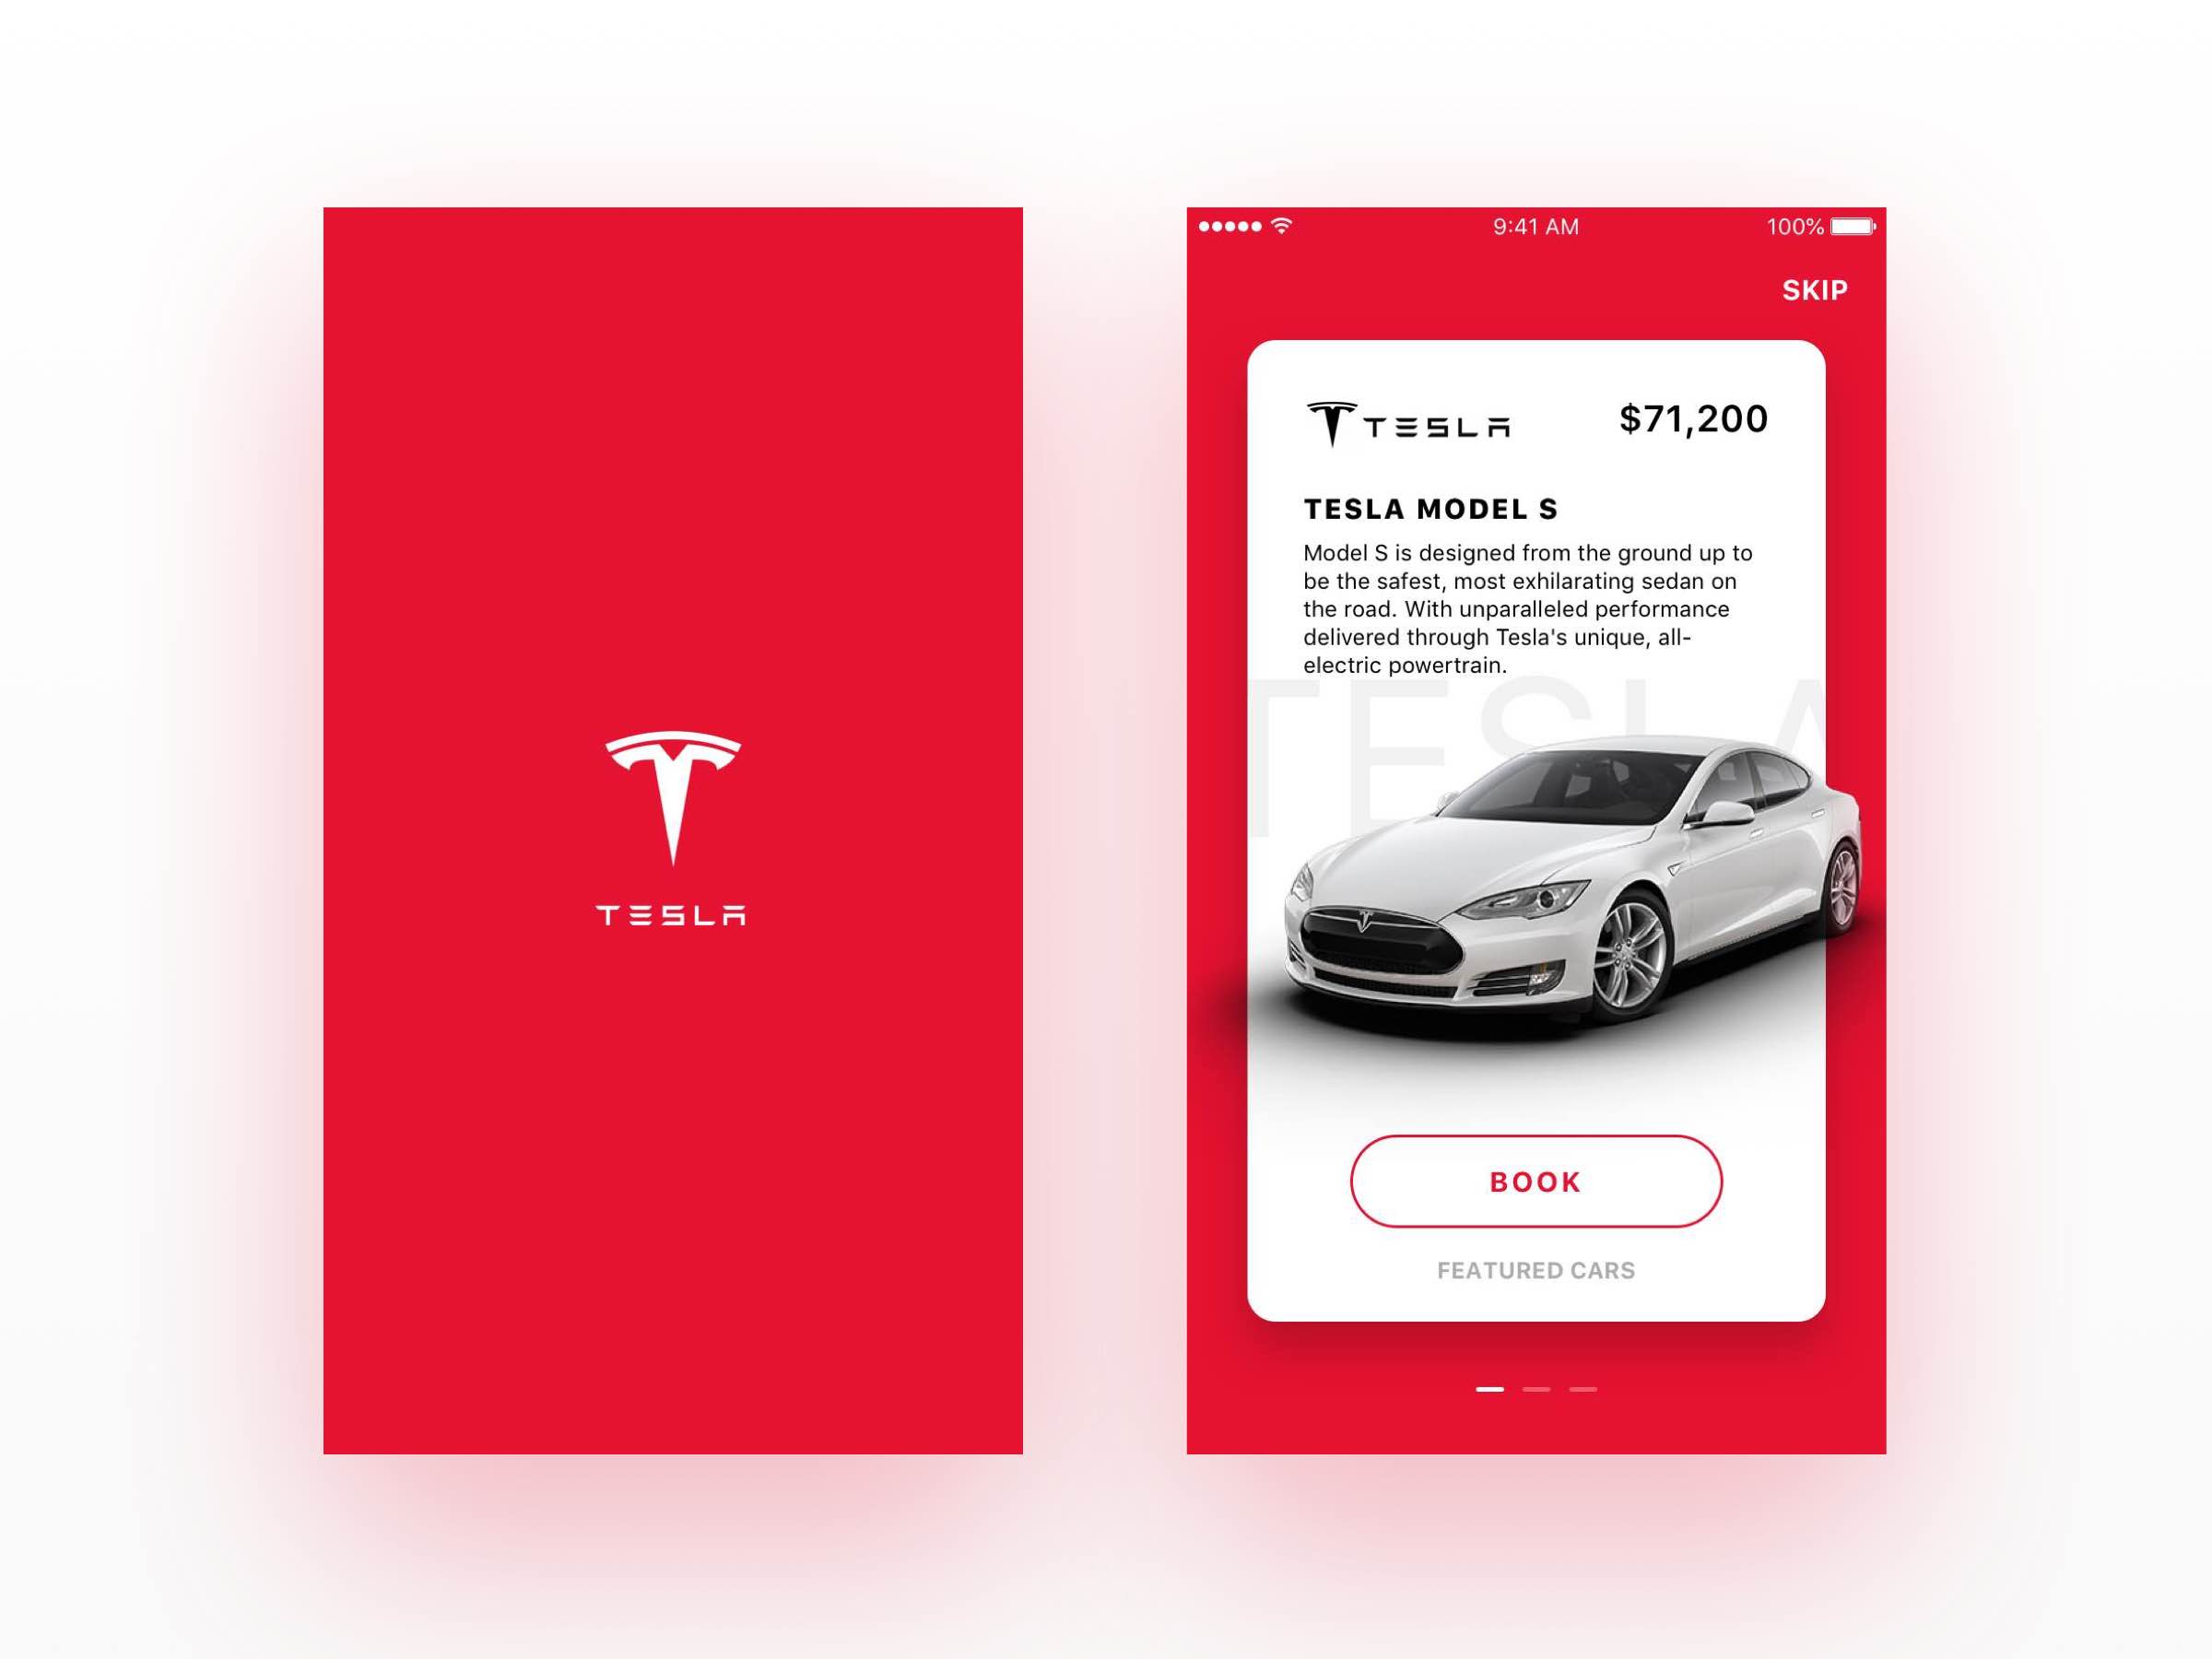 TESLA
9:41 AM
100%
SKIP
TESLA
$71,200
TESLA MODEL S
Model S is designed from the ground up to
be the safest, most exhilarating sedan on
the road. With unparalleled performance
delivered through Tesla's unique, all-
electric powertrain.
TESLA
BOOK
FEATURED CARS